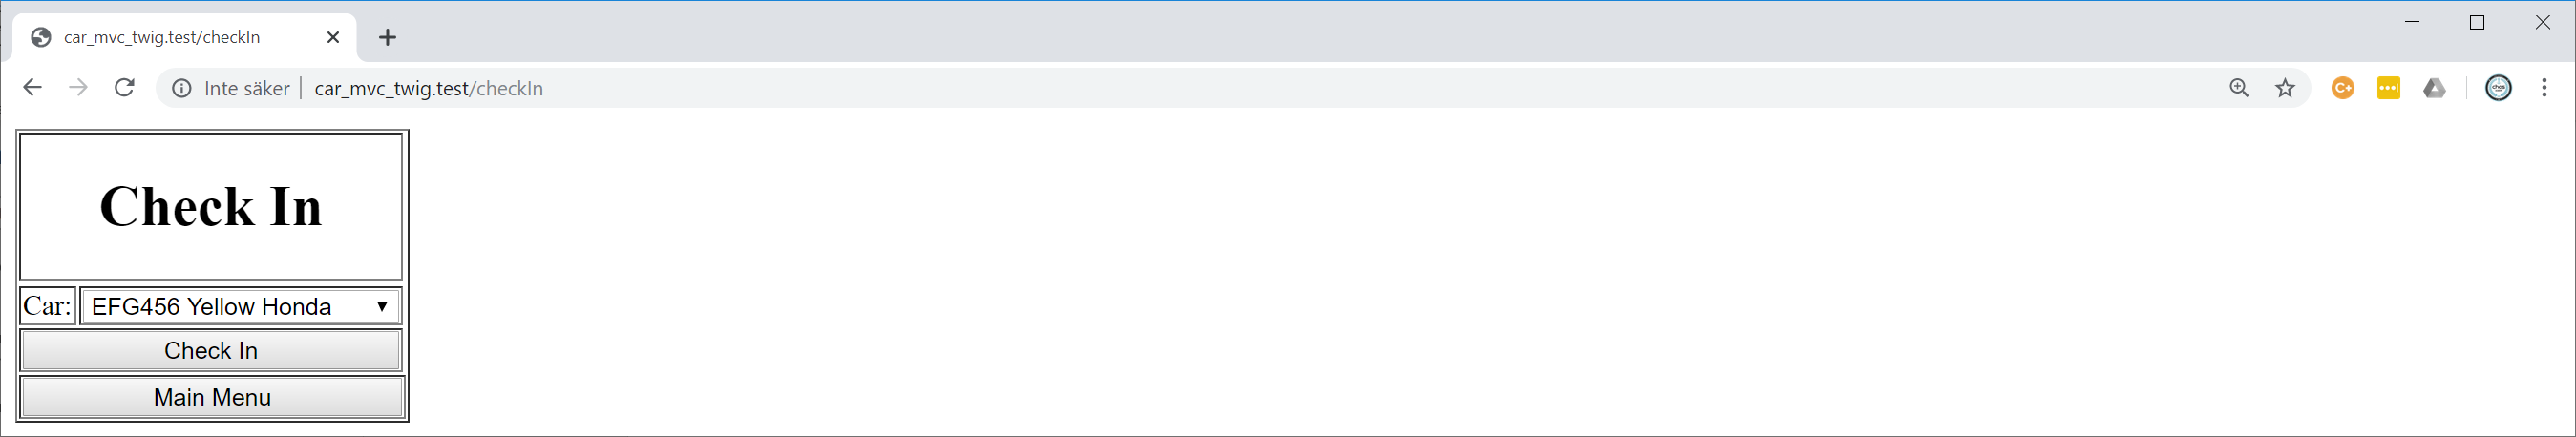 car_mvc_twig.test/checkIn
Inte säker | car_mvc_twig.test/checkIn
Check In
Car: EFG456 Yellow Honda
Check In
Main Menu